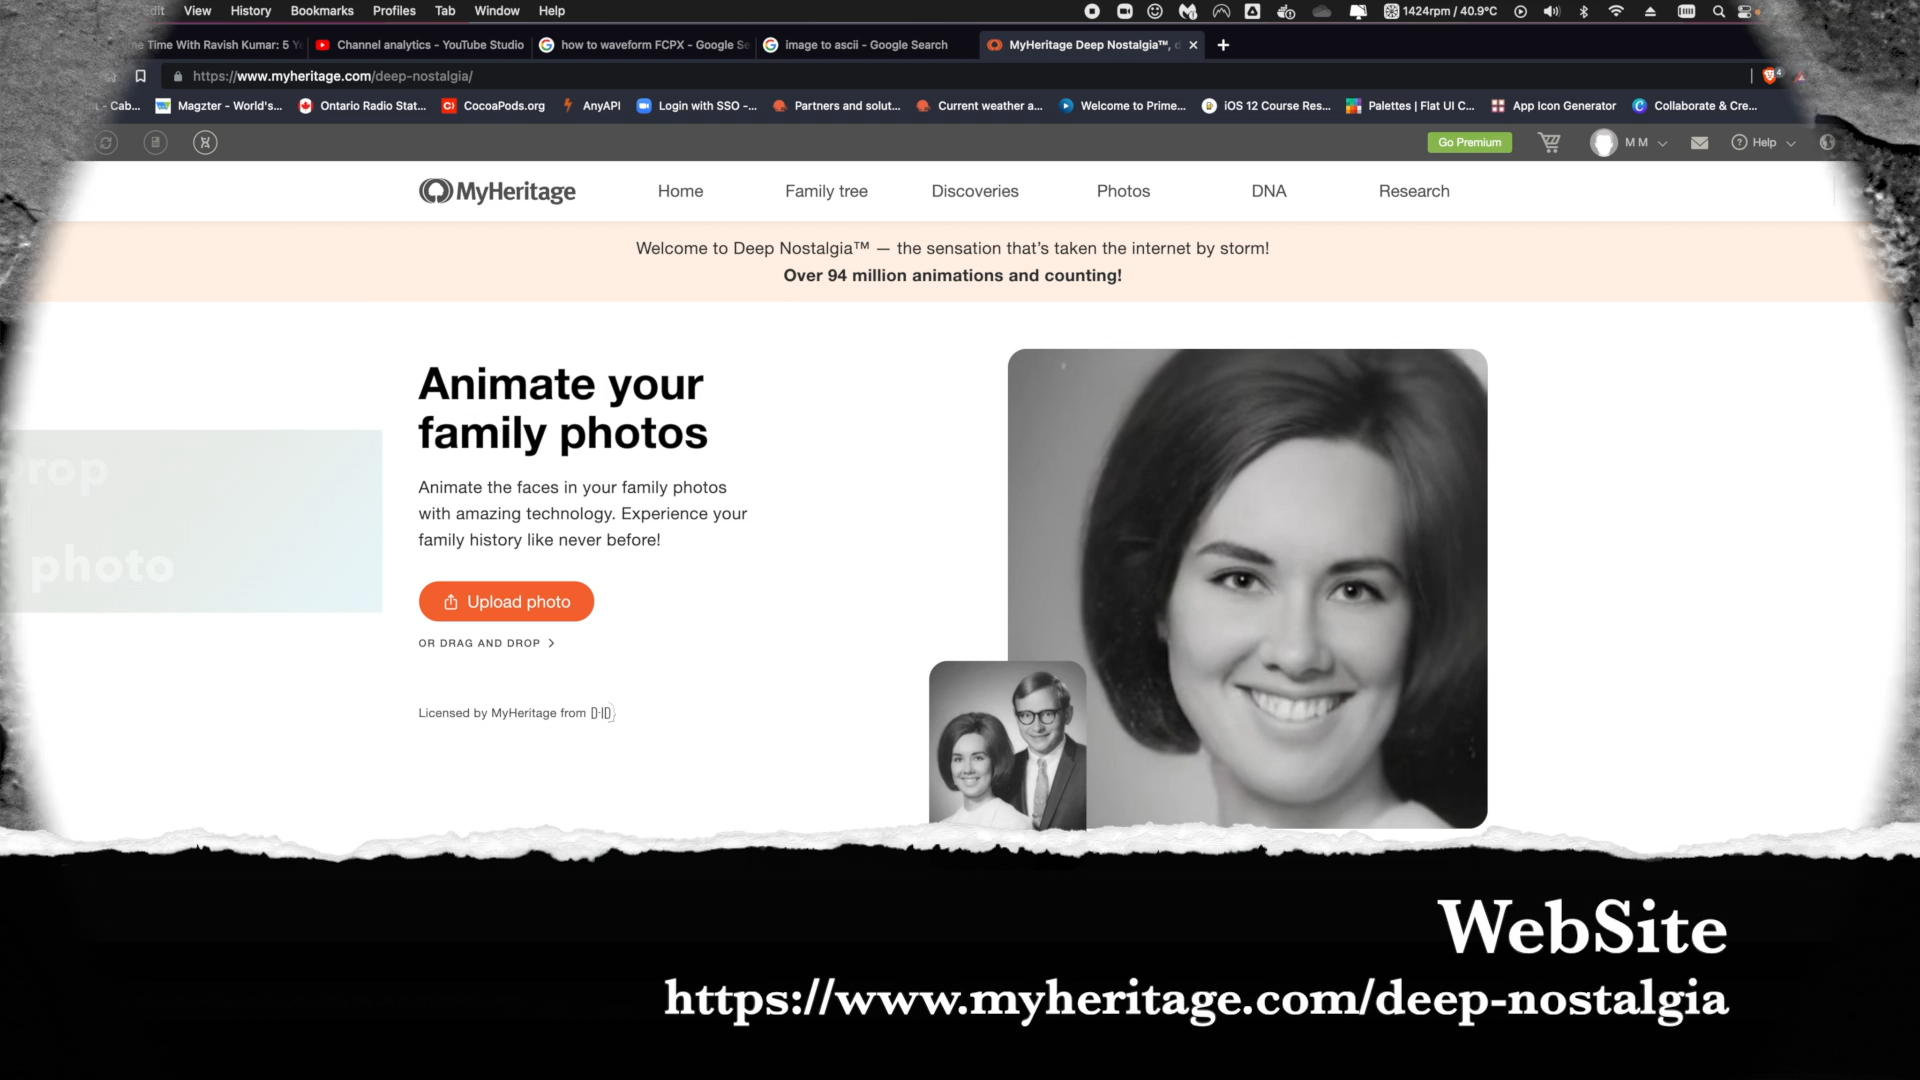 View History Bookmarks Profiles Tab Window Help 1424rpm / 40.9°C
Time With Ravish Kumar: 5 Channel analytics - YouTube Studio how to waveform FCPX - Google Se image to ascii - Google Search MyHeritage Deep Nostalgia™,
https://www.myheritage.com/deep-nostalgia/ 4
- Cab... Magzter - World's... Ontario Radio Stat... CocoaPods.org AnyAPI Login with SSO -... Partners and solut... Current weather a... Welcome to Prime... iOS 12 Course Res... Palettes | Flat UI C... App Icon Generator Collaborate & Cre...
Go Premium M M Help
MyHeritage Home Family tree Discoveries Photos DNA Research
Welcome to Deep Nostalgia™ — the sensation that's taken the internet by storm!
Over 94 million animations and counting!
Animate your
family photos
Animate the faces in your family photos
with amazing technology. Experience your
family history like never before!
Upload photo
OR DRAG AND DROP
Licensed by MyHeritage from D-ID
photo
WebSite
https://www.myheritage.com/deep-nostalgia